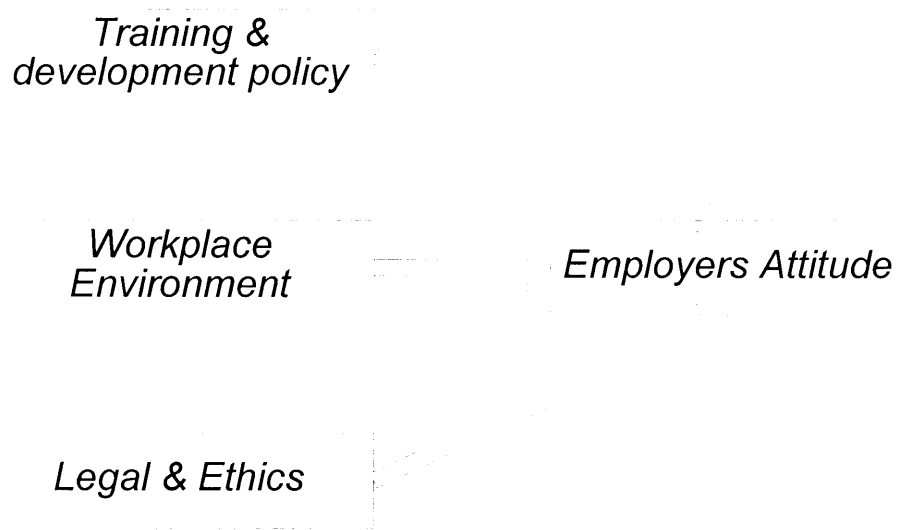 Training &
development policy
Workplace
Environment
Employers Attitude
Legal & Ethics